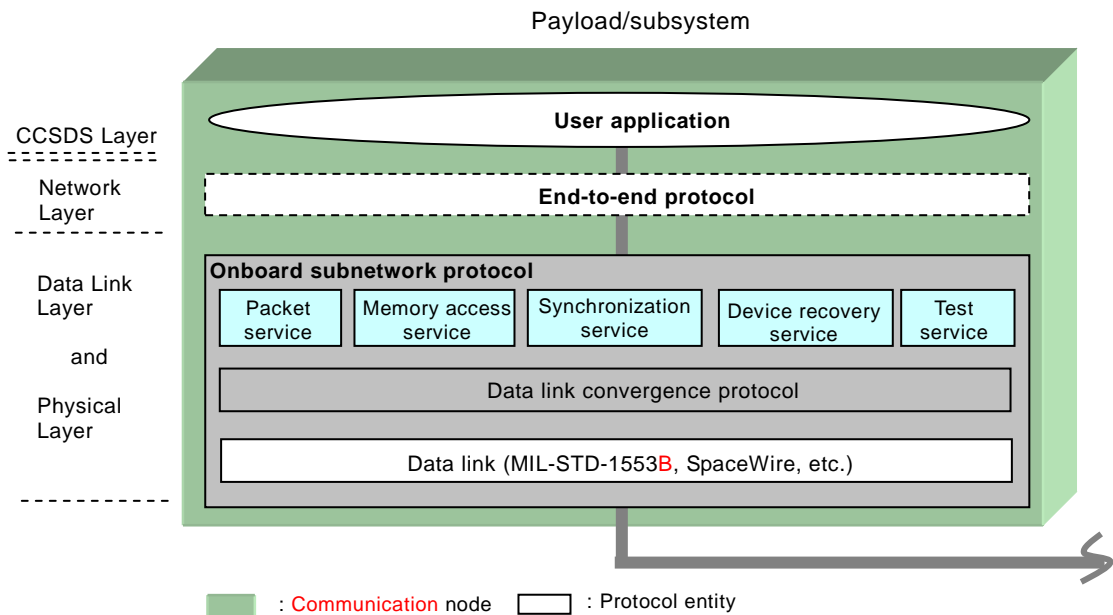 Payload/subsystem
User application
CCSDS Layer
Network
Layer
End-to-end protocol
Onboard subnetwork protocol
Data Link
Layer
and
Physical
Layer
Packet
service
Memory access
service
Synchronization
service
Device recovery
service
Test
service
Data link convergence protocol
Data link (MIL-STD-1553B, SpaceWire, etc.)
: Communication node
: Protocol entity